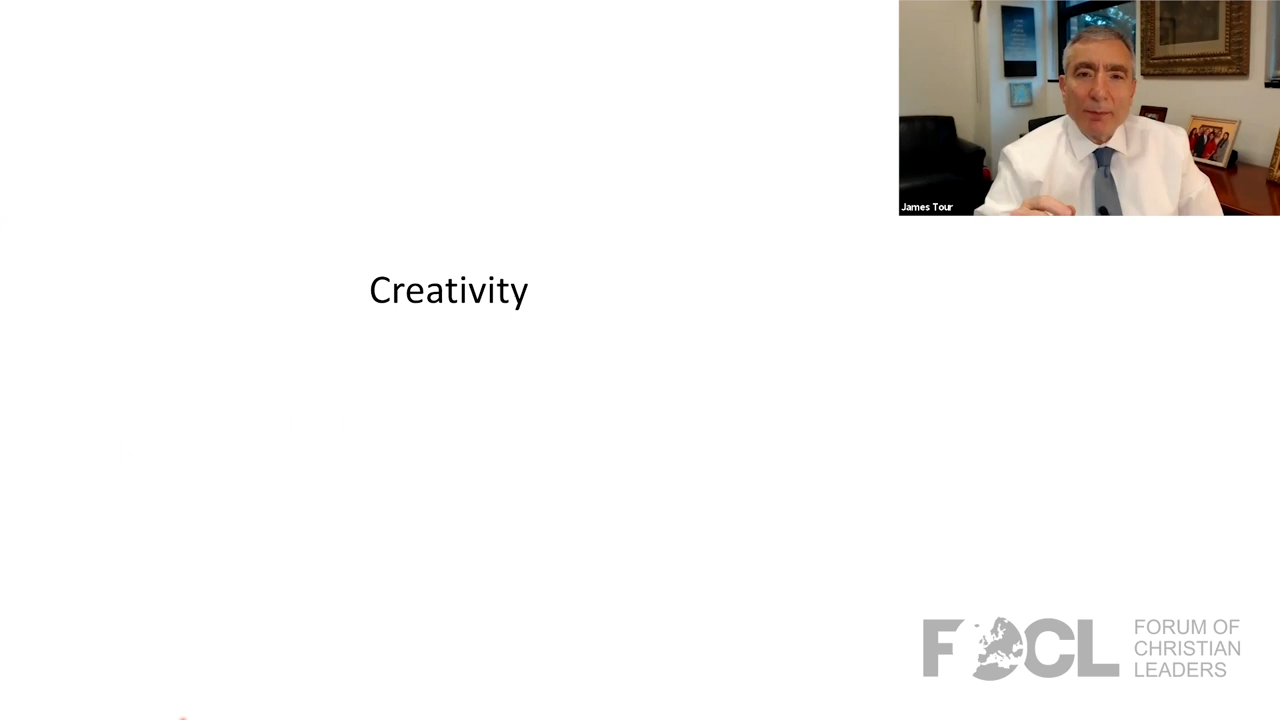 James Tour
Creativity
FOCL
FORUM OF
CHRISTIAN
LEADERS